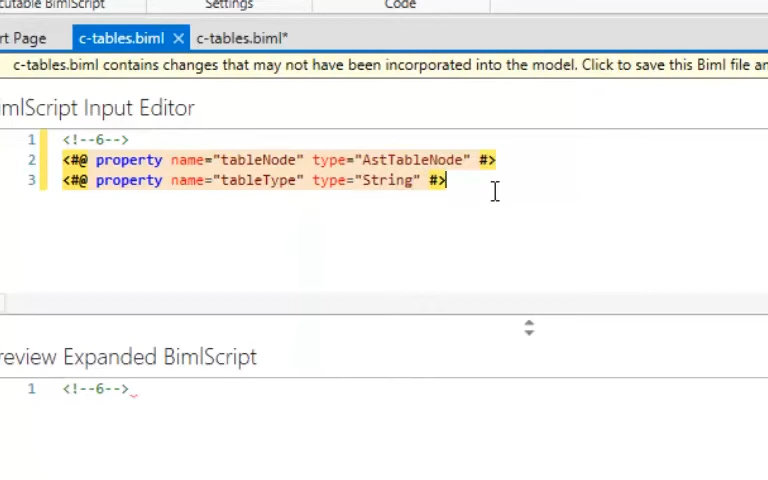 cutable BimlScript Settings Code
rt Page c-tables.biml × c-tables.biml*
c-tables.biml contains changes that may not have been incorporated into the model. Click to save this Biml file an
imlScript Input Editor
1 <!--6-->
2 <#@ property name="tableNode" type="AstTableNode" #>
3 <#@ property name="tableType" type="String" #>
review Expanded BimlScript
1 <!--6-->